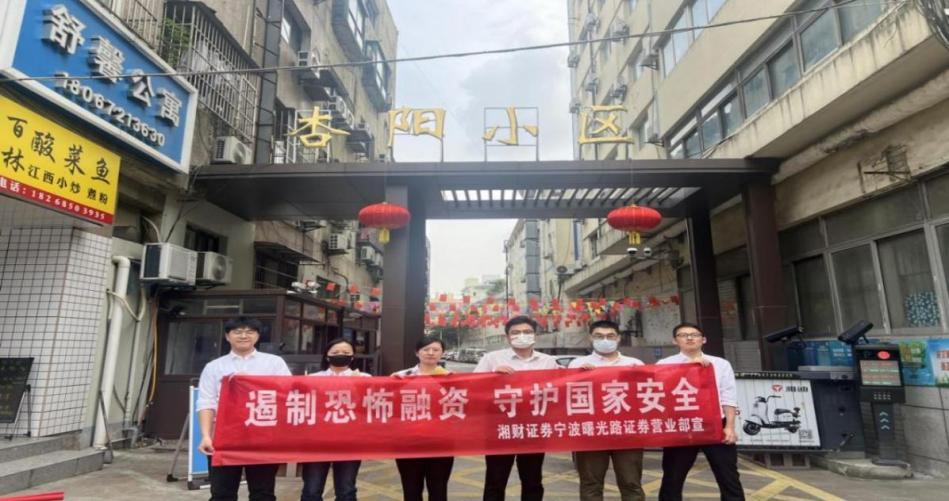 舒馨公寓
18067213630
百酸菜鱼
林江西小炒 煮粉
电话：18268503935
杏阳小区
遏制恐怖融资 守护国家安全
湘财证券宁波曙光路证券营业部宣